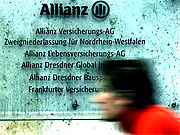 Allianz
Allianz Versicherungs-AG
Zweigniederlassung für Nordrhein-Westfalen
Allianz Lebensversicherungs-AG
Allianz Dresdner Global
Allianz Dresdner
Frankfurter